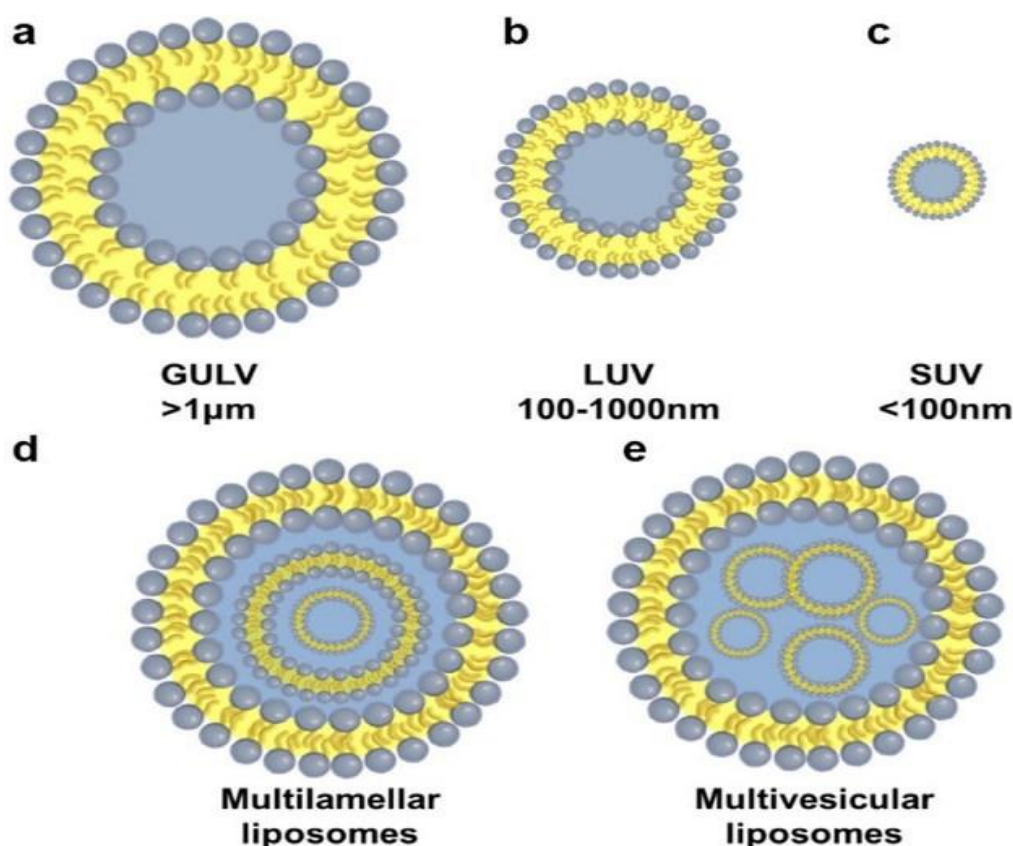 a
b
c
GULV
>1µm
LUV
100-1000nm
SUV
<100nm
d
e
Multilamellar
liposomes
Multivesicular
liposomes